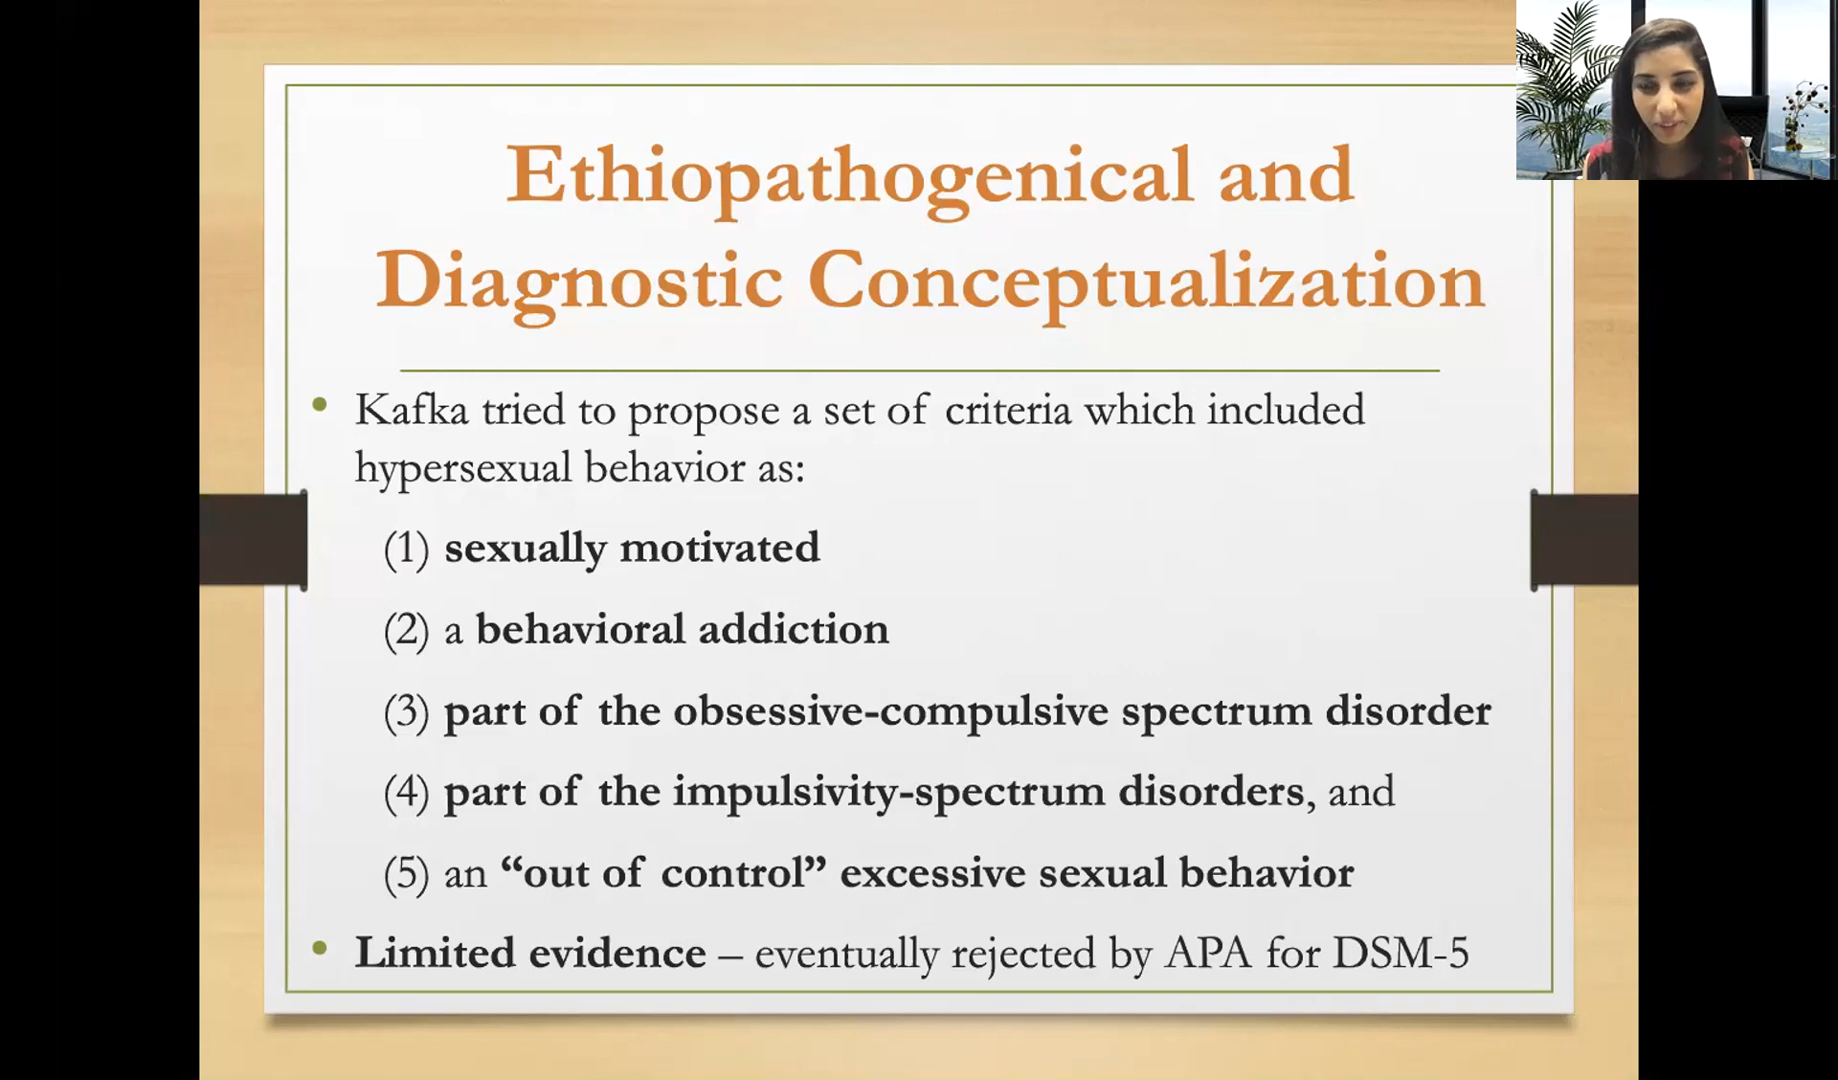 Ethiopathogenical and
Diagnostic Conceptualization
• Kafka tried to propose a set of criteria which included
hypersexual behavior as:
(1) sexually motivated
(2) a behavioral addiction
(3) part of the obsessive-compulsive spectrum disorder
(4) part of the impulsivity-spectrum disorders, and
(5) an “out of control” excessive sexual behavior
• Limited evidence – eventually rejected by APA for DSM-5